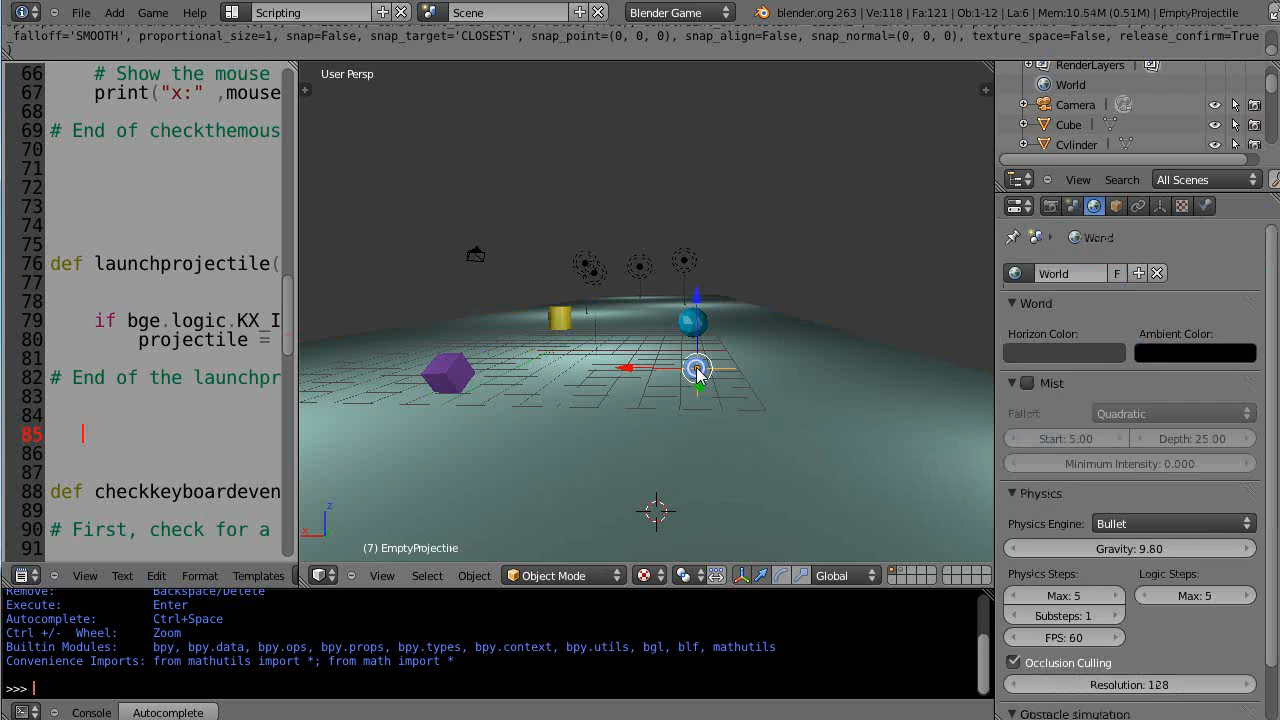 File Add Game Help Scripting Scene Blender Game blender.org 263 | Ve:118 | Fa:121 | Ob:1-12 | La:6 | Mem:10.54M (0.51M) | EmptyProjectile
_falloff='SMOOTH', proportional_size=1, snap=False, snap_target='CLOSEST', snap_point=(0, 0, 0), snap_align=False, snap_normal=(0, 0, 0), texture_space=False, release_confirm=True
)
66 # Show the mouse
67 print("x:" ,mouse
68
69 # End of checkthemous
70
71
72
73
74
75
76 def launchprojectile(
77
78
79 if bge.logic.KX_I
80 projectile =
81
82 # End of the launchpr
83
84
85
86
87
88 def checkkeyboardeven
89
90 # First, check for a
91
View Text Edit Format Templates
User Persp
z
x
(7) EmptyProjectile
View Select Object Object Mode Global
RenderLayers
World
Camera
Cube
Cylinder
View Search All Scenes
World
World F
World
Horizon Color: Ambient Color:
Mist
Falloff: Quadratic
Start: 5.00 Depth: 25.00
Minimum Intensity: 0.000
Physics
Physics Engine: Bullet
Gravity: 9.80
Physics Steps: Logic Steps:
Max: 5 Max: 5
Substeps: 1
FPS: 60
Occlusion Culling
Resolution: 128
Obstacle simulation
Remove: Backspace/Delete
Execute: Enter
Autocomplete: Ctrl+Space
Ctrl +/- Wheel: Zoom
Builtin Modules: bpy, bpy.data, bpy.ops, bpy.props, bpy.types, bpy.context, bpy.utils, bgl, blf, mathutils
Convenience Imports: from mathutils import *; from math import *
>>>
Console Autocomplete